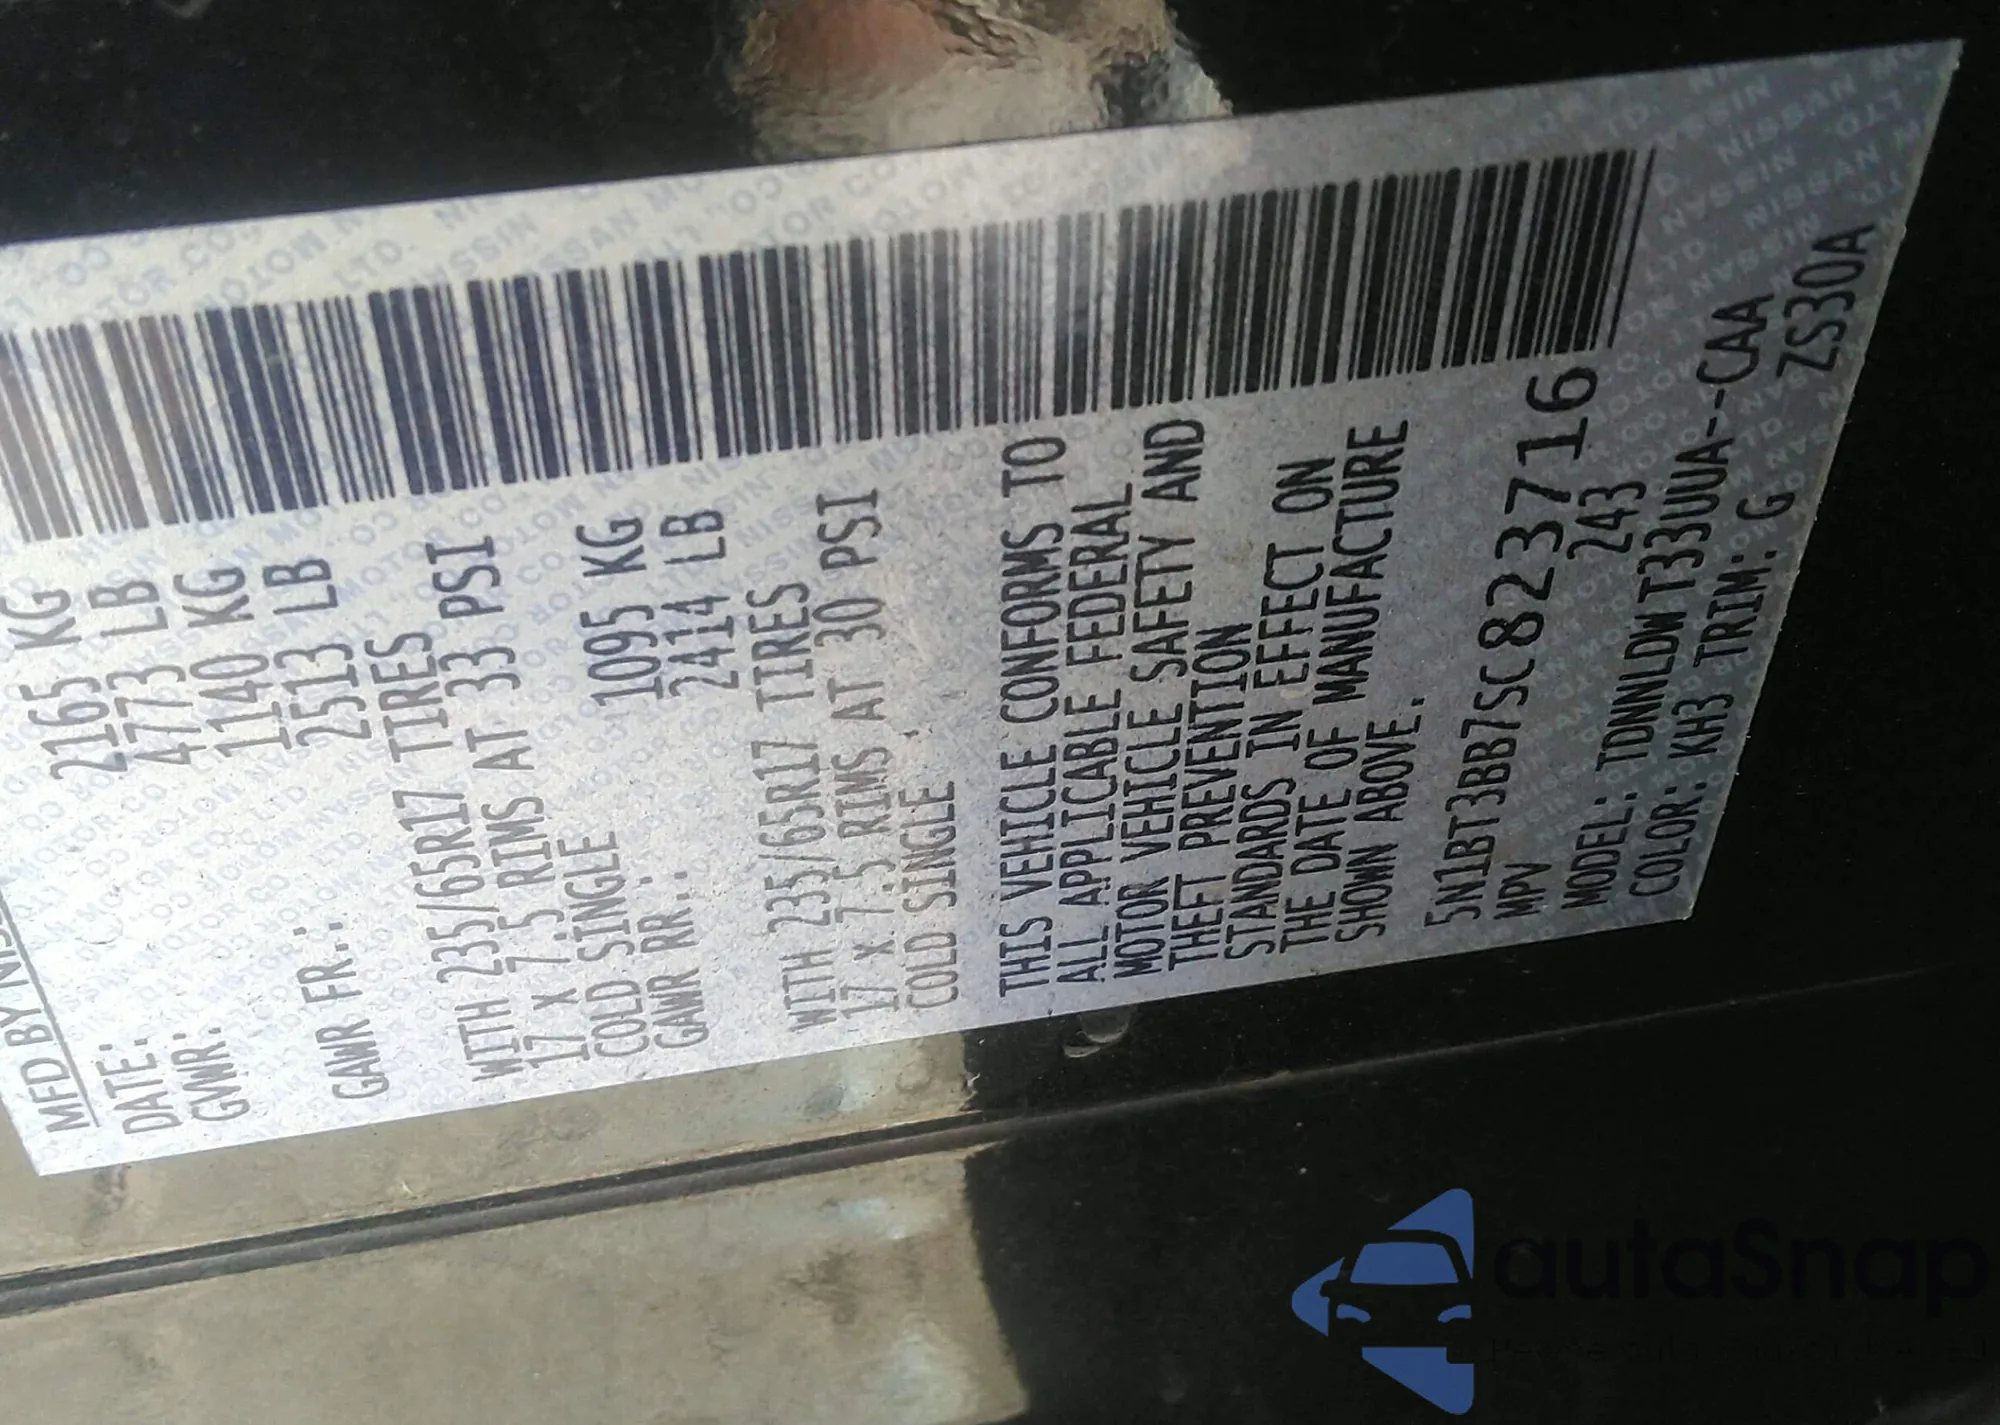 MFD BY NISS
DATE:
GVWR: 2165 KG
4773 LB
GAWR FR.: 1140 KG
2513 LB
WITH 235/65R17 TIRES
17 x 7.5 RIMS AT 33 PSI
COLD SINGLE
GAWR RR.: 1095 KG
2414 LB
WITH 235/65R17 TIRES
17 x 7.5 RIMS AT 30 PSI
COLD SINGLE
THIS VEHICLE CONFORMS TO
ALL APPLICABLE FEDERAL
MOTOR VEHICLE SAFETY AND
THEFT PREVENTION
STANDARDS IN EFFECT ON
THE DATE OF MANUFACTURE
SHOWN ABOVE.
5N1BT3BB7SC823716
MPV 243
MODEL: TDNNLDWT33UUA--CAA
COLOR: KH3 TRIM: G ZS30A
autaSnap